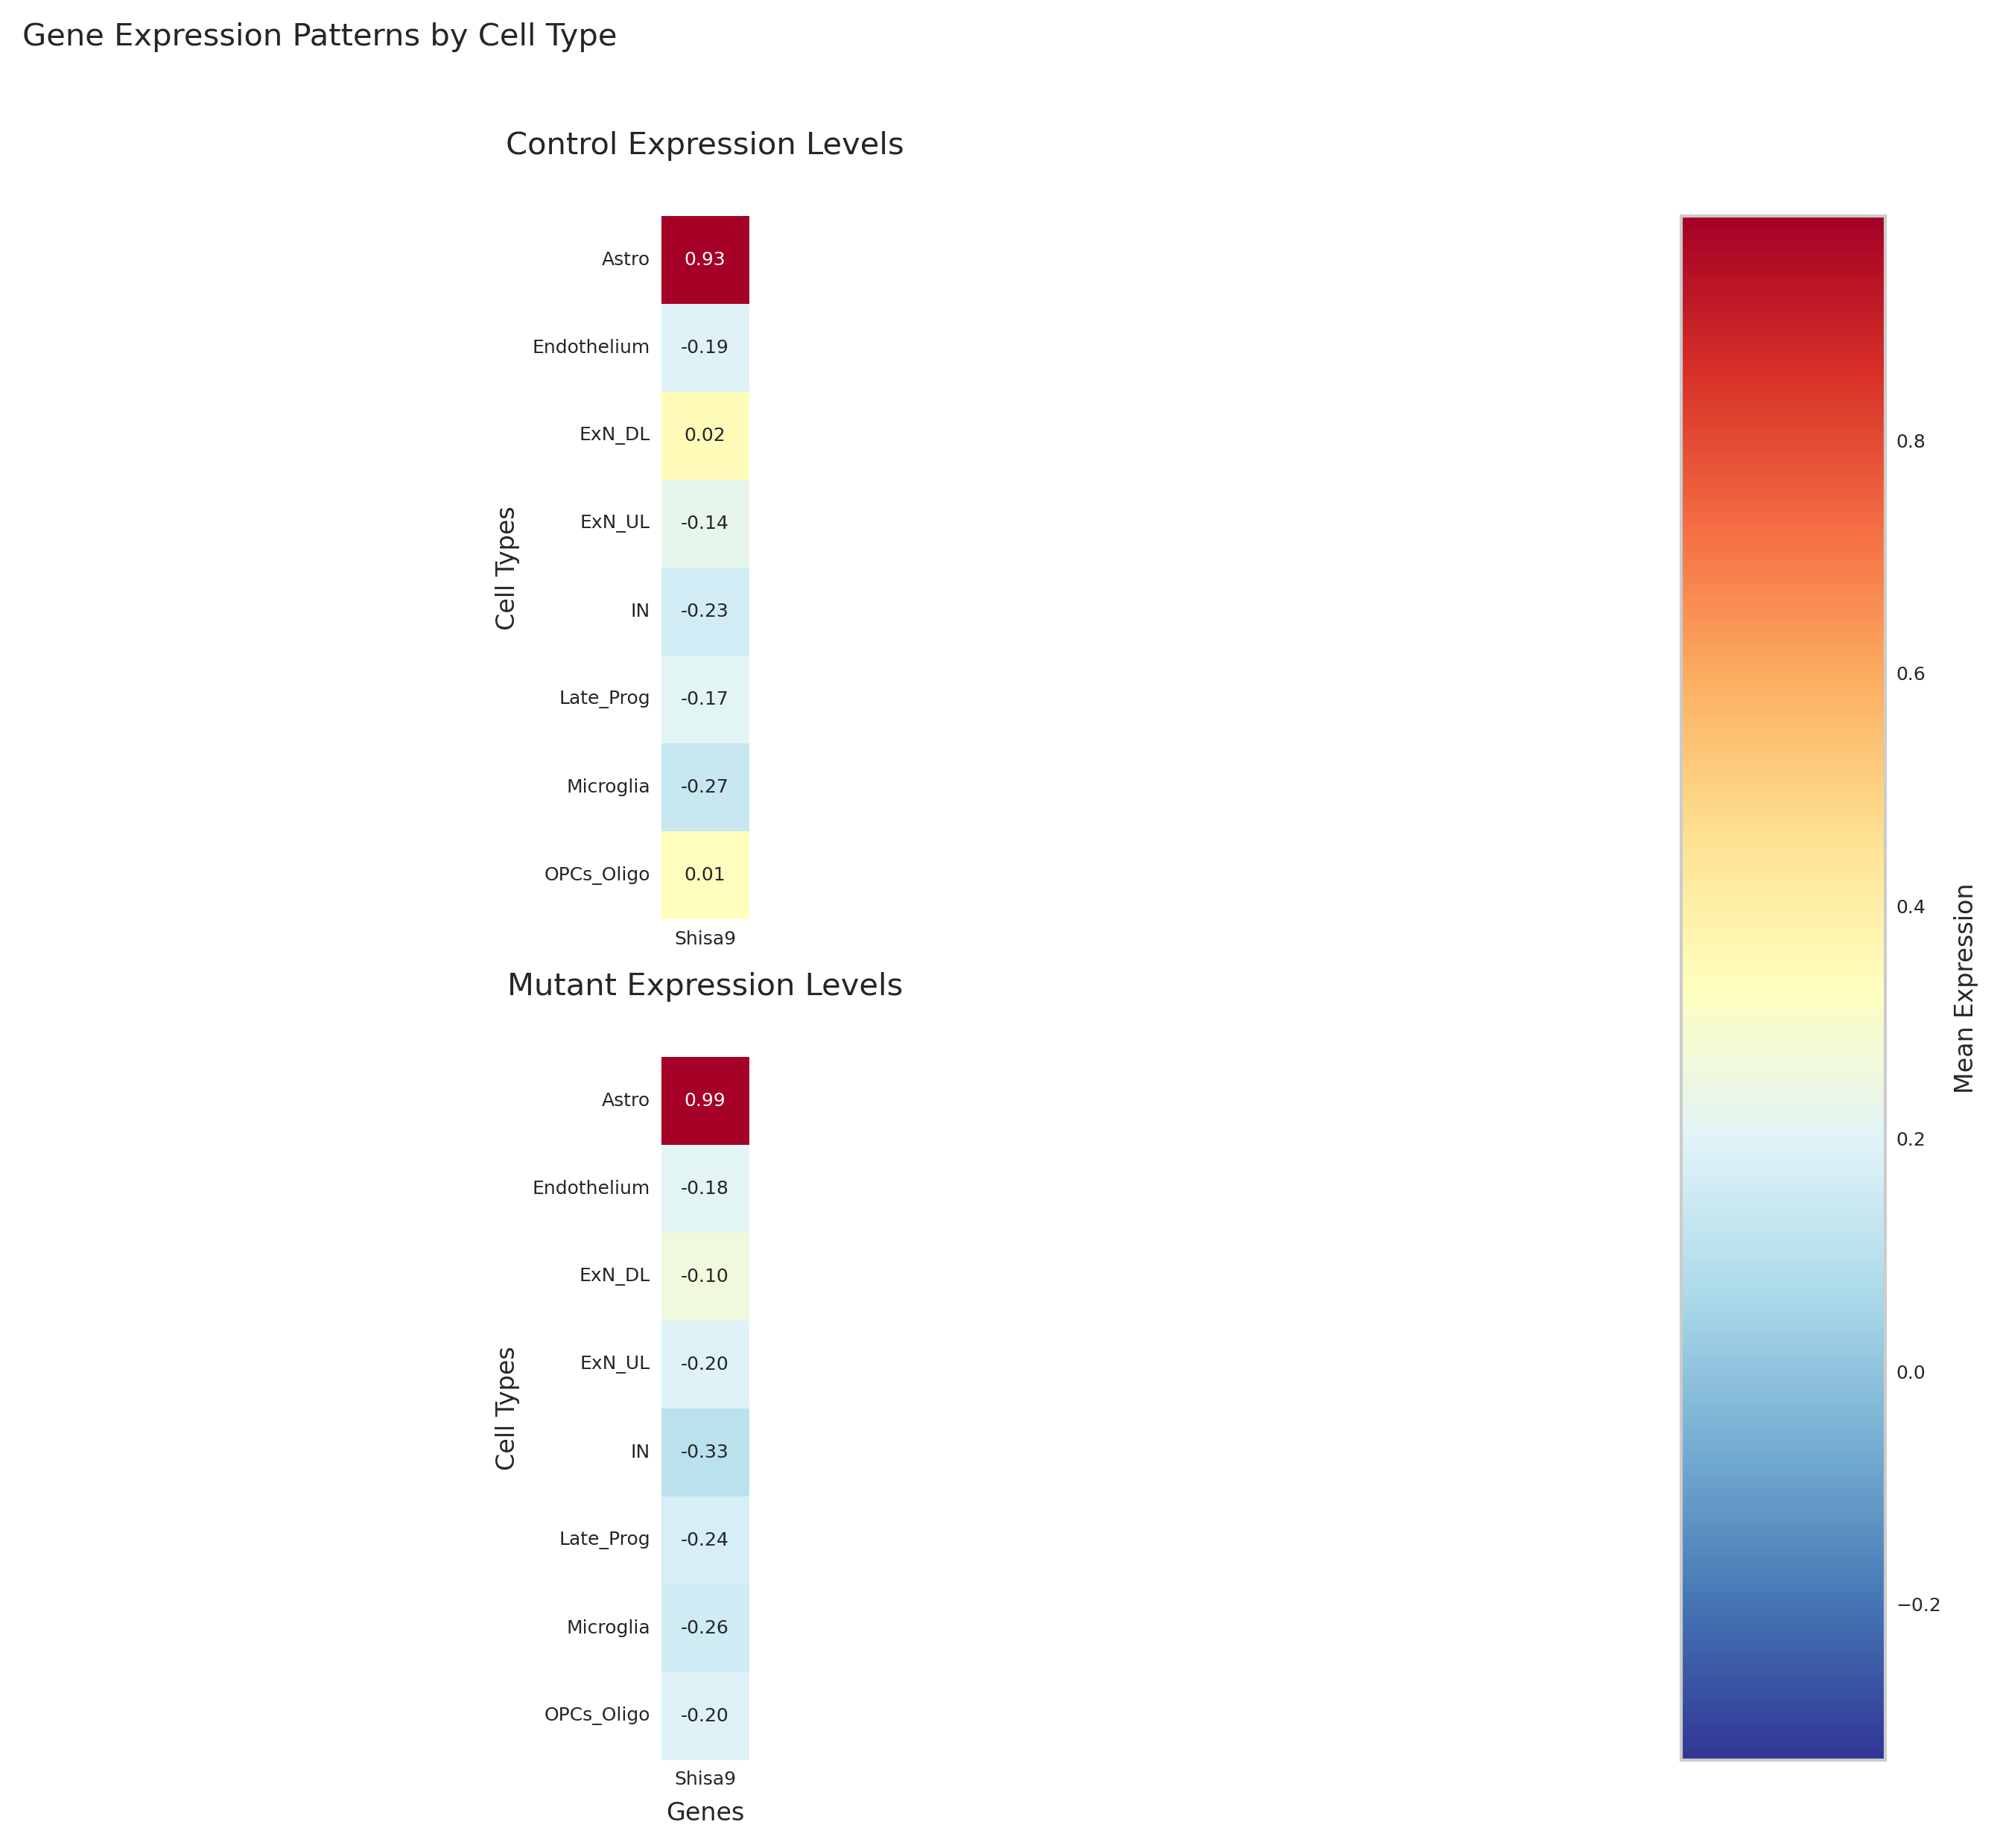 Gene Expression Patterns by Cell Type
Control Expression Levels
Cell Types
Astro 0.93
Endothelium -0.19
ExN_DL 0.02
ExN_UL -0.14
IN -0.23
Late_Prog -0.17
Microglia -0.27
OPCs_Oligo 0.01
Shisa9
Mutant Expression Levels
Cell Types
Astro 0.99
Endothelium -0.18
ExN_DL -0.10
ExN_UL -0.20
IN -0.33
Late_Prog -0.24
Microglia -0.26
OPCs_Oligo -0.20
Shisa9
Genes
0.8
0.6
0.4
0.2
0.0
−0.2
Mean Expression